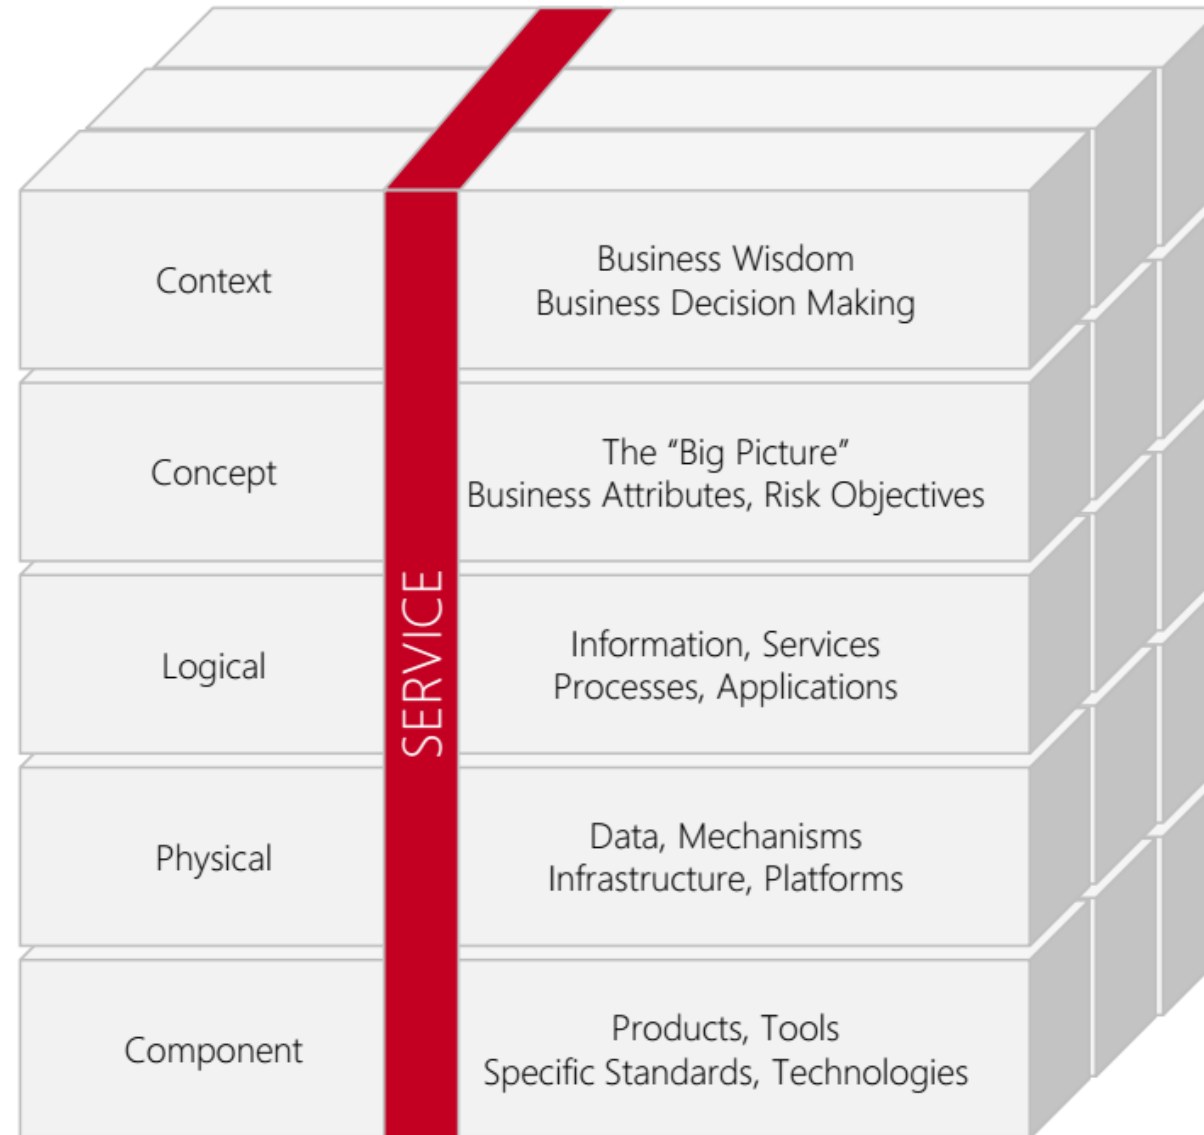 Context
Business Wisdom
Business Decision Making
Concept
The “Big Picture”
Business Attributes, Risk Objectives
SERVICE
Logical
Information, Services
Processes, Applications
Physical
Data, Mechanisms
Infrastructure, Platforms
Component
Products, Tools
Specific Standards, Technologies